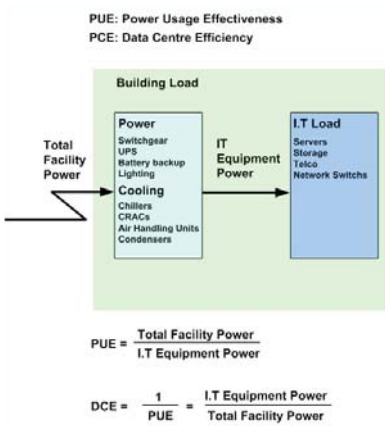 PUE: Power Usage Effectiveness
PCE: Data Centre Efficiency
Building Load
Total
Facility
Power
Power
Switchgear
UPS
Battery backup
Lighting
Cooling
Chillers
CRACs
Air Handling Units
Condensers
IT
Equipment
Power
I.T Load
Servers
Storage
Telco
Network Switchs
PUE = Total Facility Power
I.T Equipment Power
DCE = 1 = I.T Equipment Power
PUE Total Facility Power